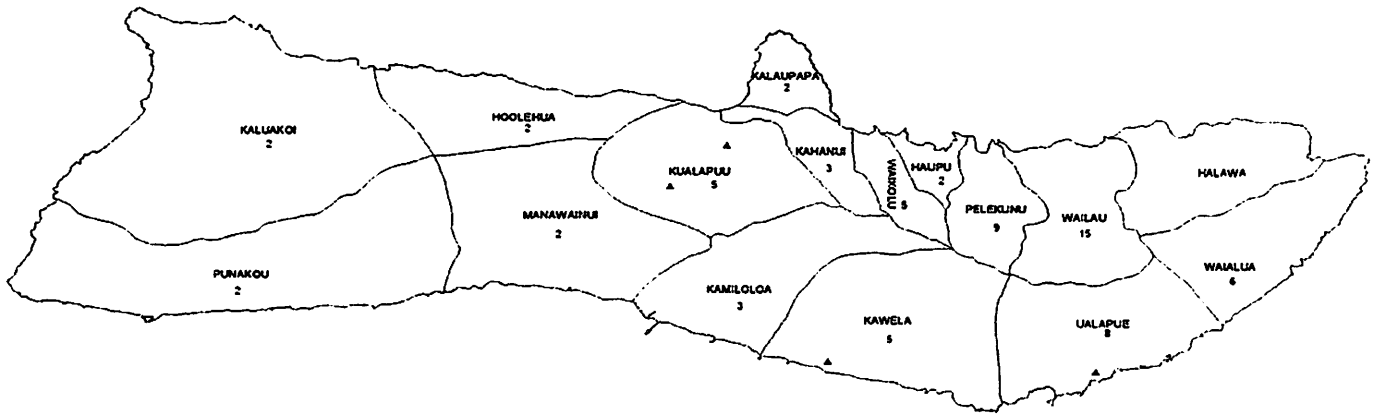 KALAUPAPA
2
KALUAKOI
2
HOOLEHUA
2
KUALAPUU
5
KAHANUI
3
WAIKOLU
5
HAUPU
2
PELEKUNU
9
WAILAU
15
HALAWA
MANAWAINUI
2
PUNAKOU
2
KAMILOLOA
3
KAWELA
5
UALAPUE
8
WAIALUA
6